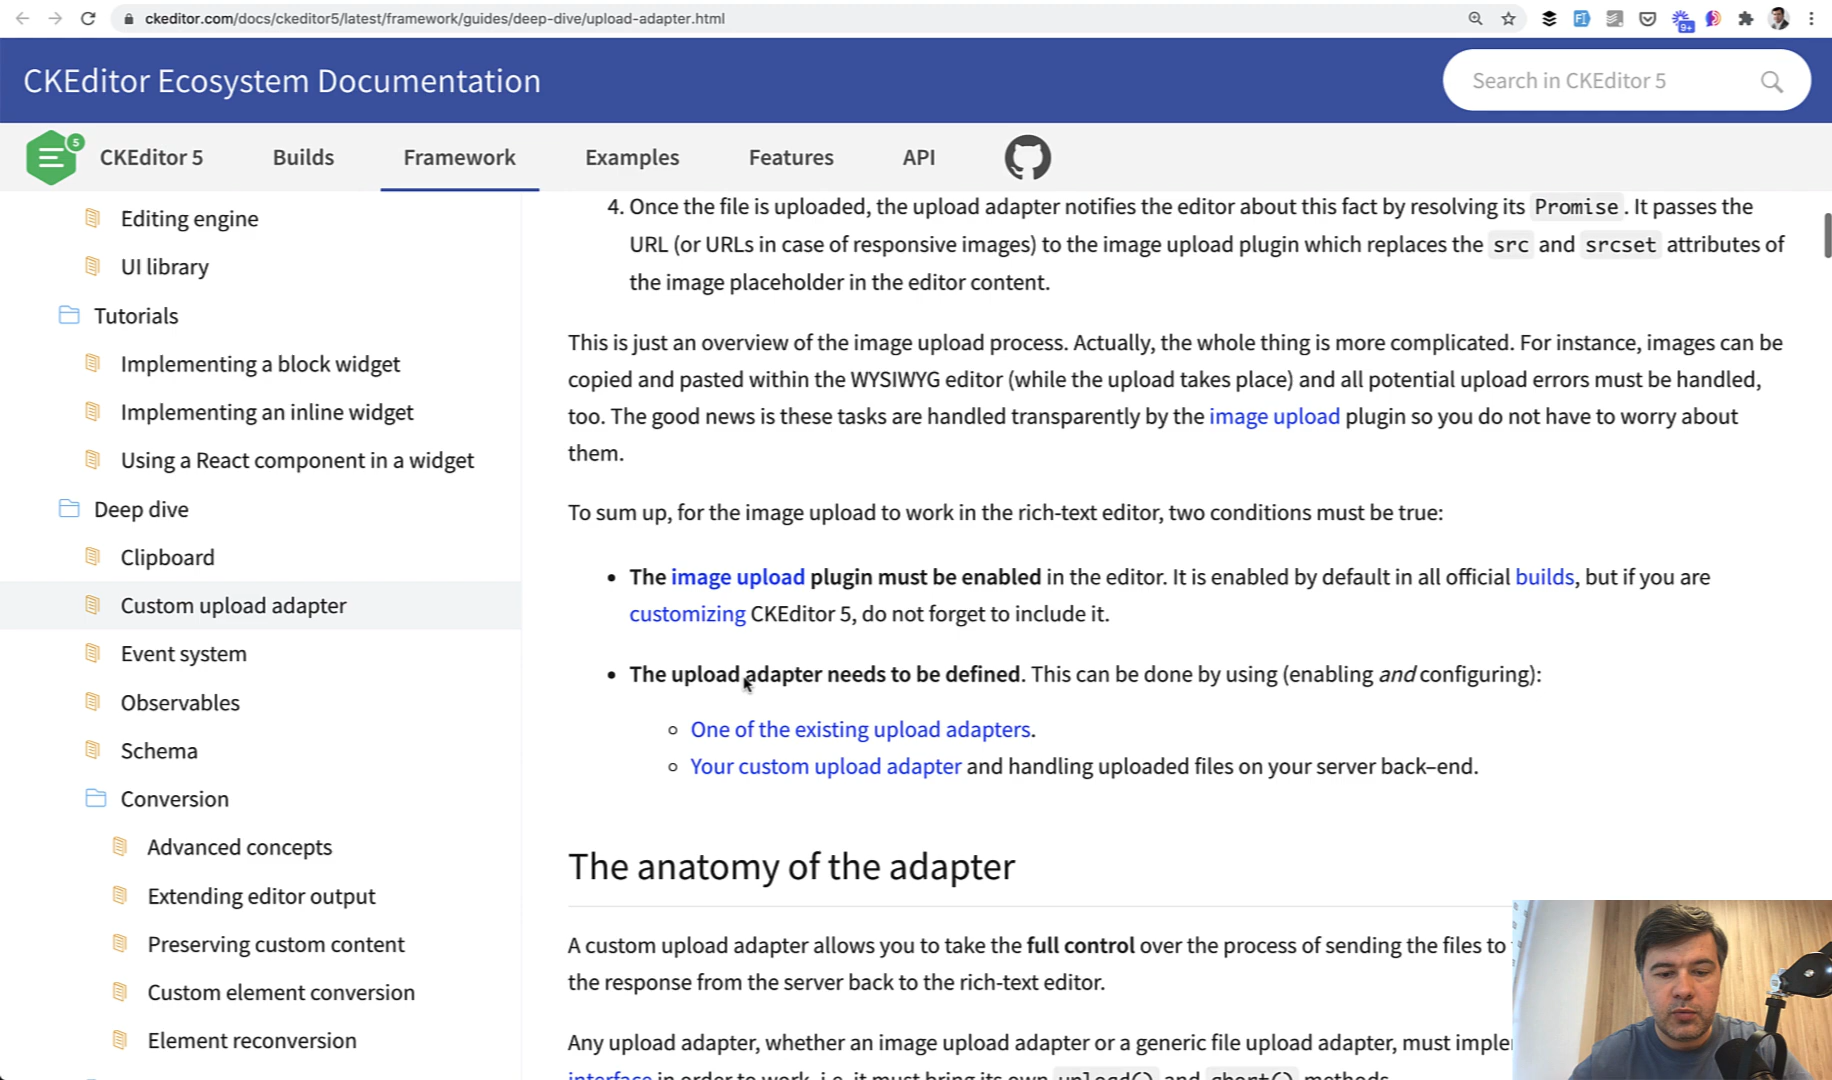 ckeditor.com/docs/ckeditor5/latest/framework/guides/deep-dive/upload-adapter.html
9+
CKEditor Ecosystem Documentation
Search in CKEditor 5
5
CKEditor 5
Builds
Framework
Examples
Features
API
Editing engine
UI library
Tutorials
Implementing a block widget
Implementing an inline widget
Using a React component in a widget
Deep dive
Clipboard
Custom upload adapter
Event system
Observables
Schema
Conversion
Advanced concepts
Extending editor output
Preserving custom content
Custom element conversion
Element reconversion
4. Once the file is uploaded, the upload adapter notifies the editor about this fact by resolving its Promise. It passes the
URL (or URLs in case of responsive images) to the image upload plugin which replaces the src and srcset attributes of
the image placeholder in the editor content.
This is just an overview of the image upload process. Actually, the whole thing is more complicated. For instance, images can be
copied and pasted within the WYSIWYG editor (while the upload takes place) and all potential upload errors must be handled,
too. The good news is these tasks are handled transparently by the image upload plugin so you do not have to worry about
them.
To sum up, for the image upload to work in the rich-text editor, two conditions must be true:
• The image upload plugin must be enabled in the editor. It is enabled by default in all official builds, but if you are
customizing CKEditor 5, do not forget to include it.
• The upload adapter needs to be defined. This can be done by using (enabling and configuring):
One of the existing upload adapters.
Your custom upload adapter and handling uploaded files on your server back–end.
The anatomy of the adapter
A custom upload adapter allows you to take the full control over the process of sending the files to
the response from the server back to the rich-text editor.
Any upload adapter, whether an image upload adapter or a generic file upload adapter, must imple
interface in order to work, i.e. it must bring its own upload() and abort() methods.